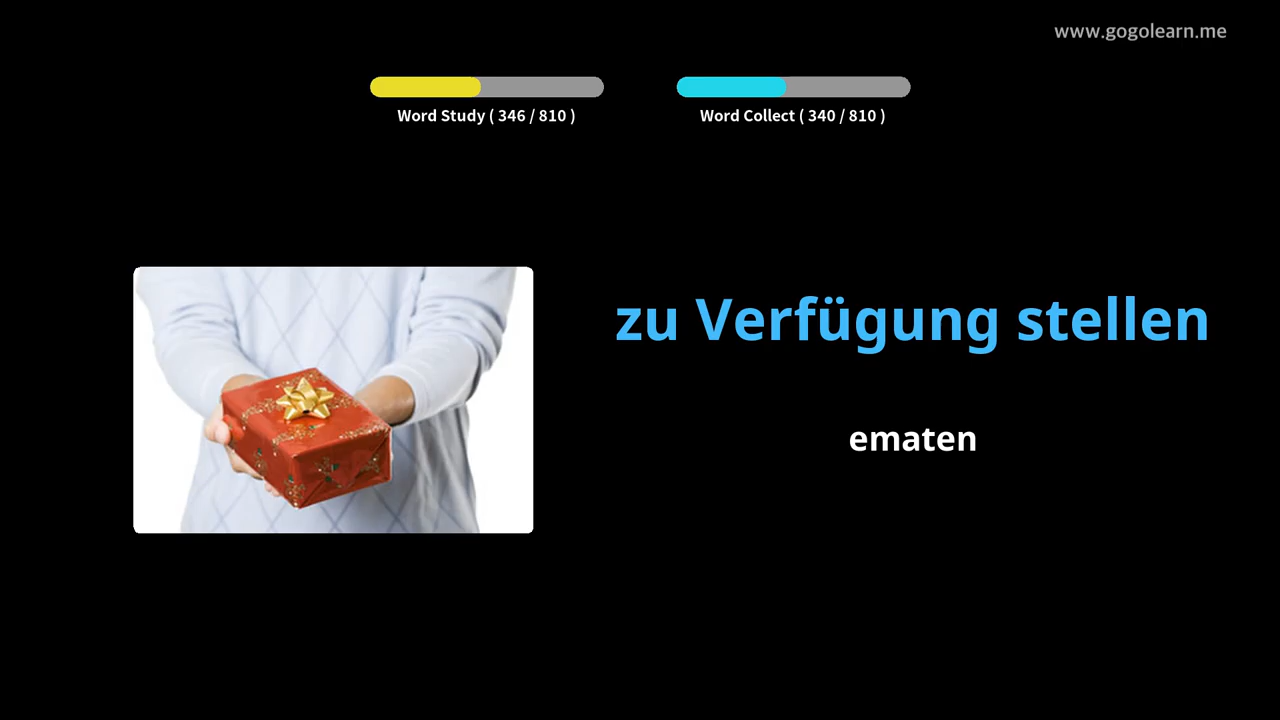 www.gogolearn.me
Word Study ( 346 / 810 )
Word Collect ( 340 / 810 )
zu Verfügung stellen
ematen